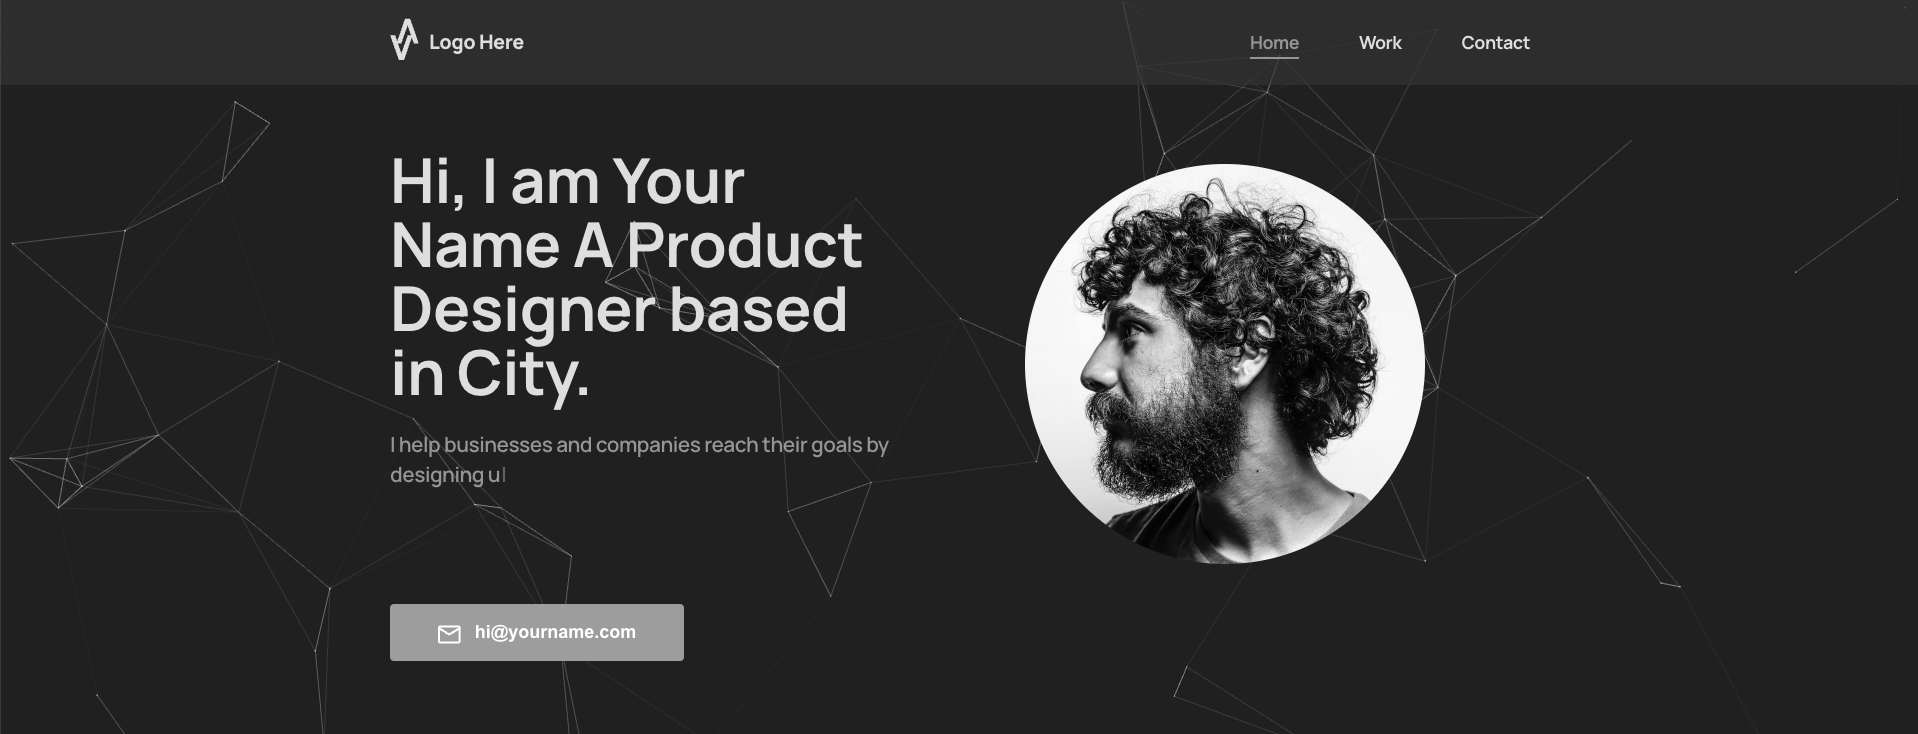 Logo Here
Home
Work
Contact
Hi, I am Your
Name A Product
Designer based
in City.
I help businesses and companies reach their goals by
designing u
hi@yourname.com